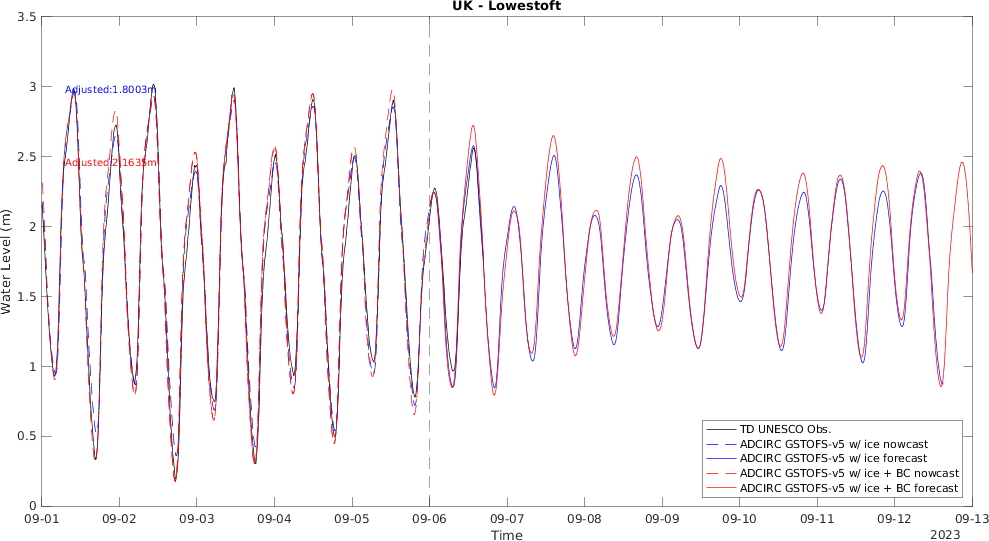 UK - Lowestoft
3.5
3
2.5
2
1.5
1
0.5
0
Water Level (m)
Adjusted:1.8003m
Adjusted:2.1635m
TD UNESCO Obs.
ADCIRC GSTOFS-v5 w/ ice nowcast
ADCIRC GSTOFS-v5 w/ ice forecast
ADCIRC GSTOFS-v5 w/ ice + BC nowcast
ADCIRC GSTOFS-v5 w/ ice + BC forecast
09-01 09-02 09-03 09-04 09-05 09-06 09-07 09-08 09-09 09-10 09-11 09-12 09-13
Time
2023